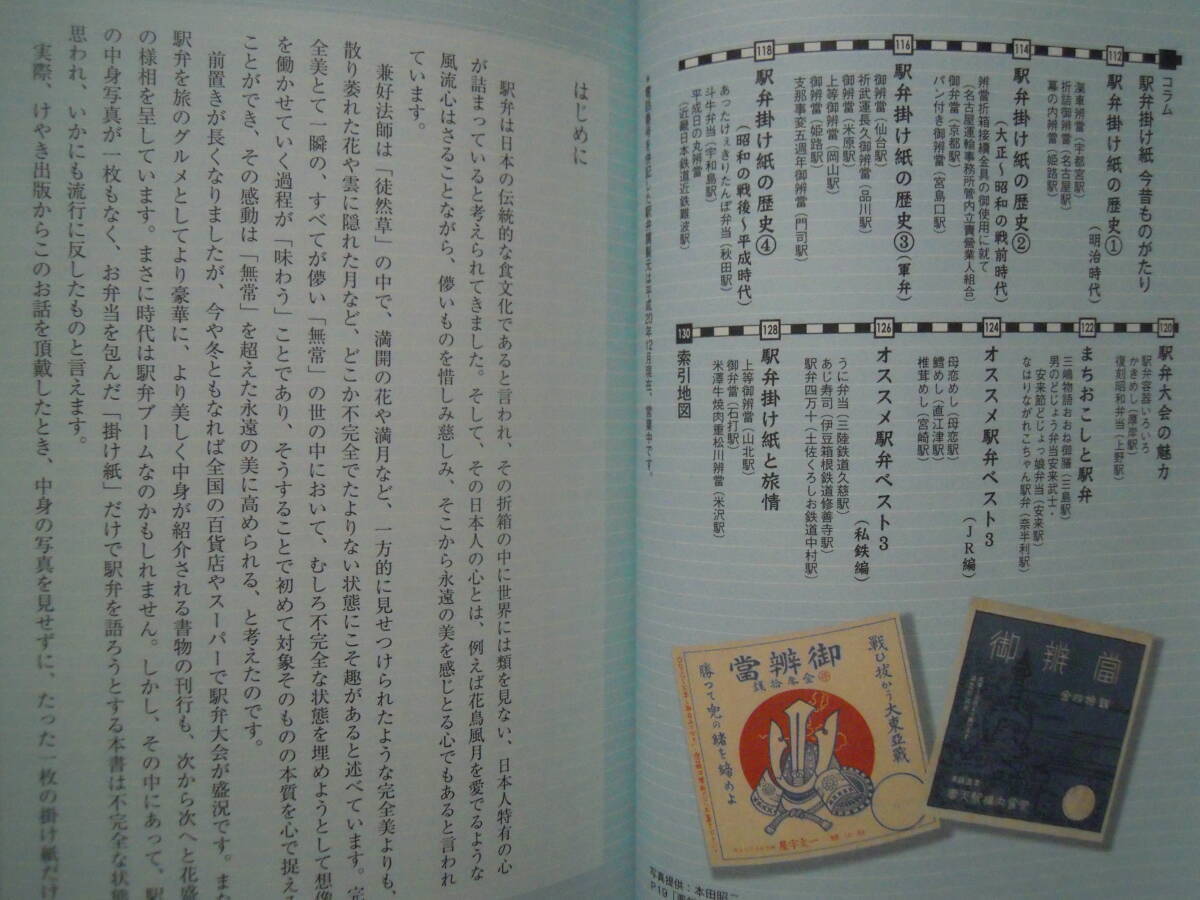 コラム
駅弁掛け紙 今昔ものがたり
112
駅弁掛け紙の歴史①
（明治時代）
滊車辨當（宇都宮駅）
折詰御辨當（名古屋駅）
幕の内辨當（姫路駅）
114
駅弁掛け紙の歴史②
（大正～昭和の戦前時代）
辨當折箱接續金具の御使用に就て
（名古屋運輸事務所管内立賣營業人組合）
御弁當（京都駅）
パン付き御辨當（宮島口駅）
116
駅弁掛け紙の歴史③（軍弁）
御辨當（仙台駅）
祈武運長久御辨當（品川駅）
御辨當（米原駅）
上等御辨當（岡山駅）
御辨當（姫路駅）
支那事変五週年御辨當（門司駅）
118
駅弁掛け紙の歴史④
（昭和の戦後～平成時代）
あったけぇきりたんぽ弁当（秋田駅）
斗牛弁当（宇和島駅）
平成日の丸辨當
（近畿日本鉄道近鉄難波駅）
120
駅弁大会の魅力
駅弁容器いろいろ
かきめし（厚岸駅）
復刻昭和弁当（上野駅）
122
まちおこしと駅弁
三嶋物語おおね御膳（三島駅）
男のどじょう弁当安来武士・
安来節どじょっ娘弁当（安来駅）
なはりながれこちゃん駅弁（奈半利駅）
124
オススメ駅弁ベスト3
（JR編）
母恋めし（母恋駅）
鱈めし（直江津駅）
椎茸めし（宮崎駅）
126
オススメ駅弁ベスト3
（私鉄編）
うに弁当（三陸鉄道久慈駅）
あじ寿司（伊豆箱根鉄道修善寺駅）
駅弁四万十（土佐くろしお鉄道中村駅）
128
駅弁掛け紙と旅情
上等御辨當（山北駅）
御弁當（石打駅）
米澤牛焼肉重松川辨當（米沢駅）
130
索引地図
平成20年12月現在、営業中です。
御辨當
金四拾銭
御辨當
金参拾銭
戦ひ抜かう大東亞戰
勝つて兜の緒を締めよ
一文字屋
写真提供：本田昭二
はじめに
駅弁は日本の伝統的な食文化であると言われ、その折箱の中に世界には類を見ない、日本人特有の心
が詰まっていると考えられてきました。そして、その日本人の心とは、例えば花鳥風月を愛でるような
風流心はさることながら、儚いものを惜しみ慈しみ、そこから永遠の美を感じとる心でもあると言われ
ています。
兼好法師は「徒然草」の中で、満開の花や満月など、一方的に見せつけられたような完全美よりも、
散り萎れた花や雲に隠れた月など、どこか不完全でたよりない状態にこそ趣があると述べています。完
全美とて一瞬の、すべてが儚い「無常」の世の中において、むしろ不完全な状態を埋めようとして想像
を働かせていく過程が「味わう」ことであり、そうすることで初めて対象そのものの本質を心で捉える
ことができ、その感動は「無常」を超えた永遠の美に高められる、と考えたのです。
前置きが長くなりましたが、今や冬ともなれば全国の百貨店やスーパーで駅弁大会が盛況です。また
駅弁を旅のグルメとしてより豪華に、より美しく中身が紹介される書物の刊行も、次から次へと花盛
の様相を呈しています。まさに時代は駅弁ブームなのかもしれません。しかし、その中にあって、駅
の中身写真が一枚もなく、お弁当を包んだ「掛け紙」だけで駅弁を語ろうとする本書は不完全な状態
思われ、いかにも流行に反したものと言えます。
実際、けやき出版からこのお話を頂戴したとき、中身の写真を見せずに、たった一枚の掛け紙だけ